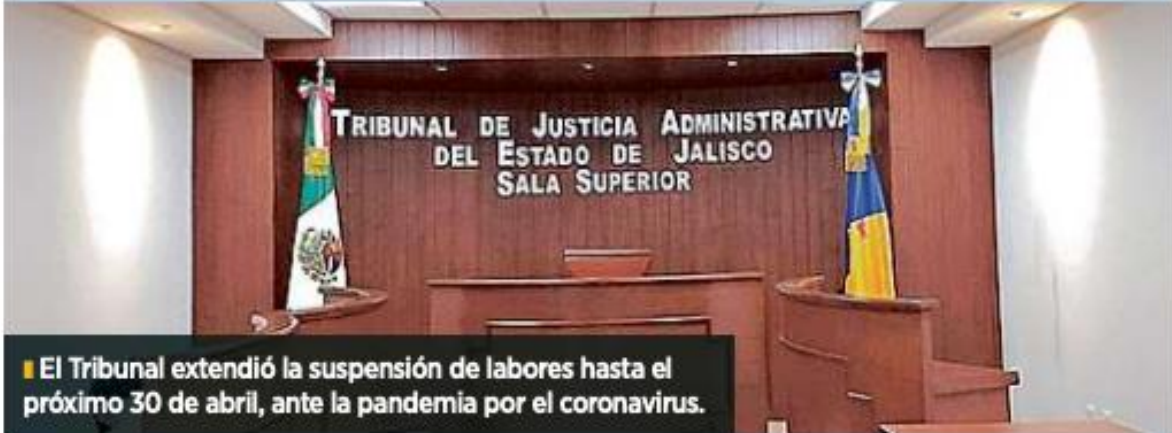 TRIBUNAL DE JUSTICIA ADMINISTRATIVA
DEL ESTADO DE JALISCO
SALA SUPERIOR
El Tribunal extendió la suspensión de labores hasta el
próximo 30 de abril, ante la pandemia por el coronavirus.